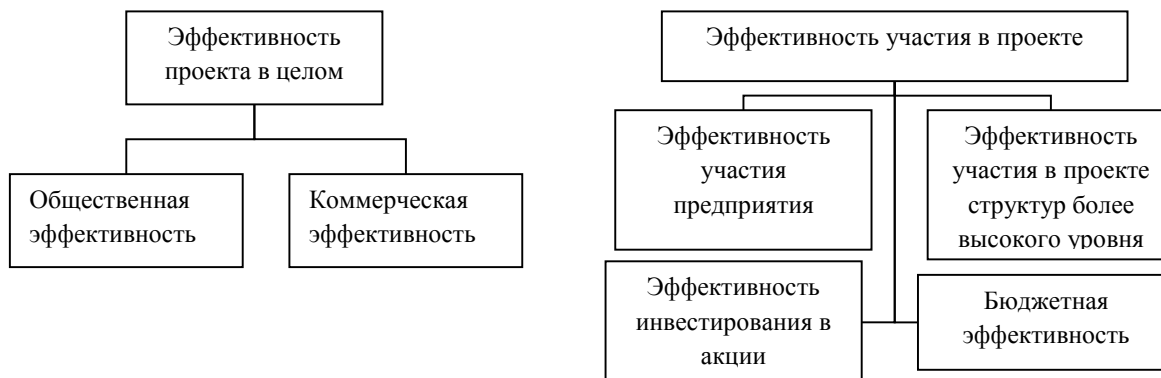 Эффективность
проекта в целом
Общественная
эффективность
Коммерческая
эффективность
Эффективность участия в проекте
Эффективность
участия
предприятия
Эффективность
участия в проекте
структур более
высокого уровня
Эффективность
инвестирования в
акции
Бюджетная
эффективность